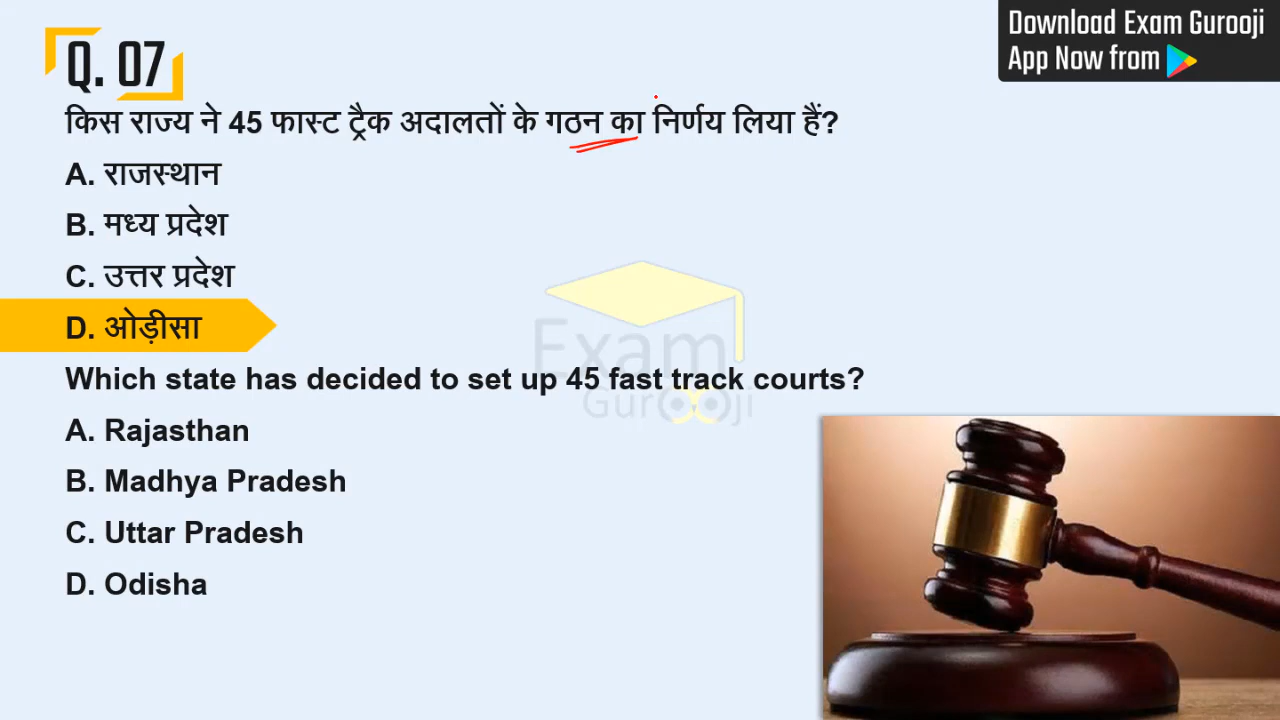 Download Exam Gurooji
App Now from
Q. 07
किस राज्य ने 45 फास्ट ट्रैक अदालतों के गठन का निर्णय लिया हैं?
A. राजस्थान
B. मध्य प्रदेश
C. उत्तर प्रदेश
D. ओड़ीसा
Which state has decided to set up 45 fast track courts?
A. Rajasthan
B. Madhya Pradesh
C. Uttar Pradesh
D. Odisha
Exam
Gurooji